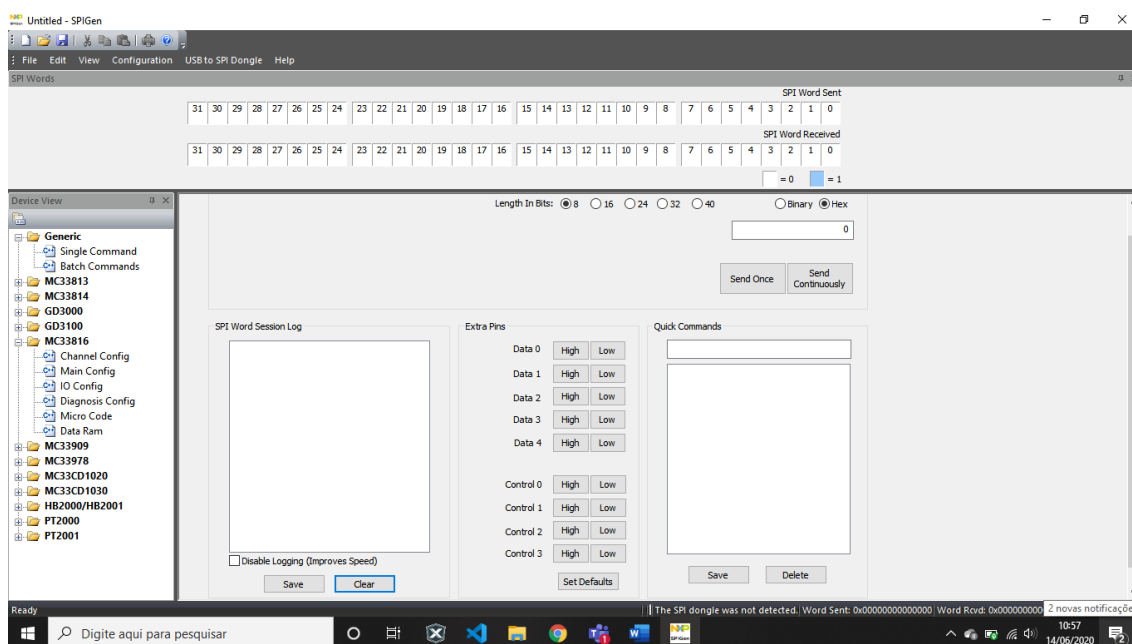 Untitled - SPIGen
File Edit View Configuration USB to SPI Dongle Help
SPI Words
SPI Word Sent
31 30 29 28 27 26 25 24 23 22 21 20 19 18 17 16 15 14 13 12 11 10 9 8 7 6 5 4 3 2 1 0
SPI Word Received
31 30 29 28 27 26 25 24 23 22 21 20 19 18 17 16 15 14 13 12 11 10 9 8 7 6 5 4 3 2 1 0
= 0 = 1
Device View
Generic
Single Command
Batch Commands
MC33813
MC33814
GD3000
GD3100
MC33816
Channel Config
Main Config
IO Config
Diagnosis Config
Micro Code
Data Ram
MC33909
MC33978
MC33CD1020
MC33CD1030
HB2000/HB2001
PT2000
PT2001
Length In Bits: 8 16 24 32 40 Binary Hex
0
Send Once Send Continuously
SPI Word Session Log
Disable Logging (Improves Speed)
Save Clear
Extra Pins
Data 0 High Low
Data 1 High Low
Data 2 High Low
Data 3 High Low
Data 4 High Low
Control 0 High Low
Control 1 High Low
Control 2 High Low
Control 3 High Low
Set Defaults
Quick Commands
Save Delete
Ready
The SPI dongle was not detected. Word Sent: 0x00000000000000 Word Rcvd: 0x000000000
2 novas notificaçõe
Digite aqui para pesquisar
10:57
14/06/2020